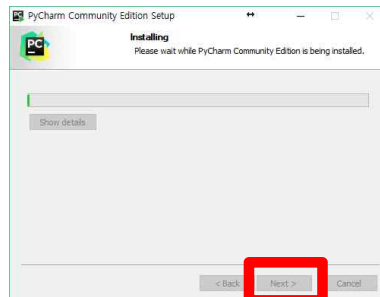 PyCharm Community Edition Setup
PC
Installing
Please wait while PyCharm Community Edition is being installed.
Show details
< Back
Next >
Cancel